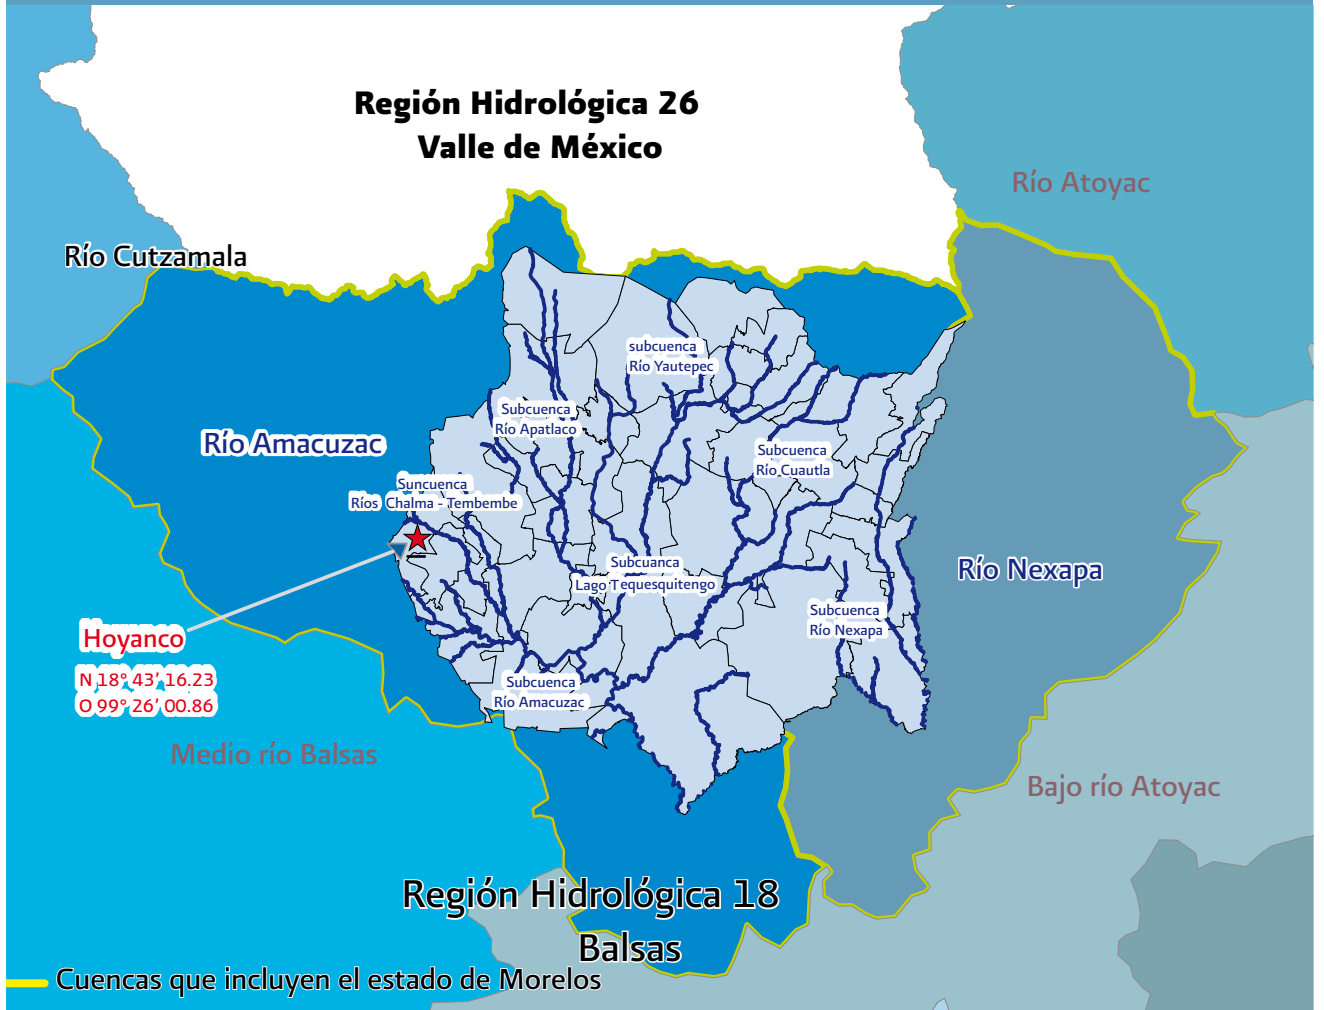 Región Hidrológica 26
Valle de México
Río Atoyac
Río Cutzamala
subcuenca
Río Yautepec
Subcuenca
Río Apatlaco
Río Amacuzac
Subcuenca
Río Cuautla
Suncuenca
Ríos Chalma - Tembembe
Subcuanca
Lago Tequesquitengo
Río Nexapa
Subcuenca
Río Nexapa
Hoyanco
N 18° 43' 16.23
O 99° 26' 00.86
Subcuenca
Río Amacuzac
Medio río Balsas
Bajo río Atoyac
Región Hidrológica 18
Balsas
Cuencas que incluyen el estado de Morelos